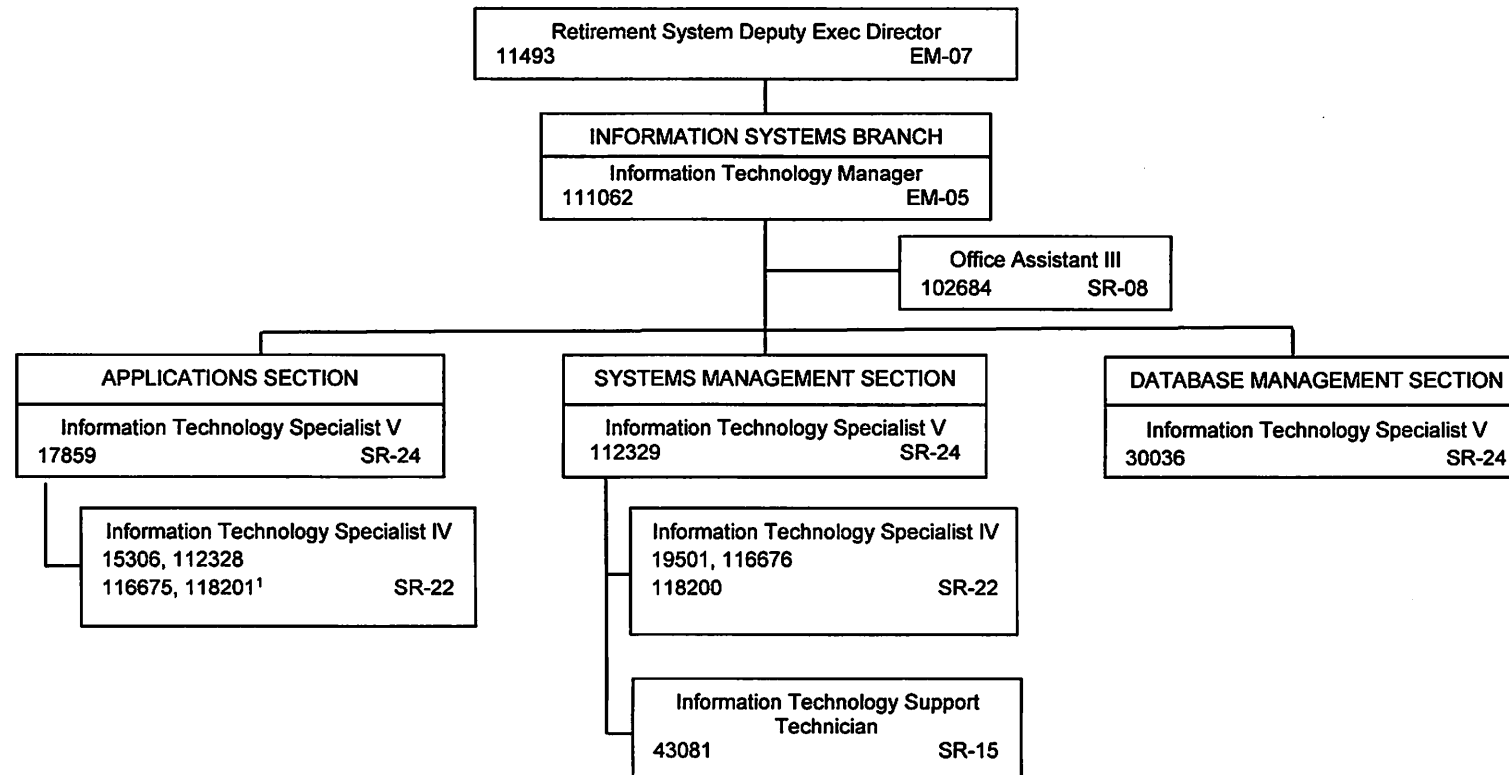 Retirement System Deputy Exec Director
11493 EM-07
INFORMATION SYSTEMS BRANCH
Information Technology Manager
111062 EM-05
Office Assistant III
102684 SR-08
APPLICATIONS SECTION
Information Technology Specialist V
17859 SR-24
Information Technology Specialist IV
15306, 112328
116675, 118201¹ SR-22
SYSTEMS MANAGEMENT SECTION
Information Technology Specialist V
112329 SR-24
Information Technology Specialist IV
19501, 116676
118200 SR-22
Information Technology Support
Technician
43081 SR-15
DATABASE MANAGEMENT SECTION
Information Technology Specialist V
30036 SR-24